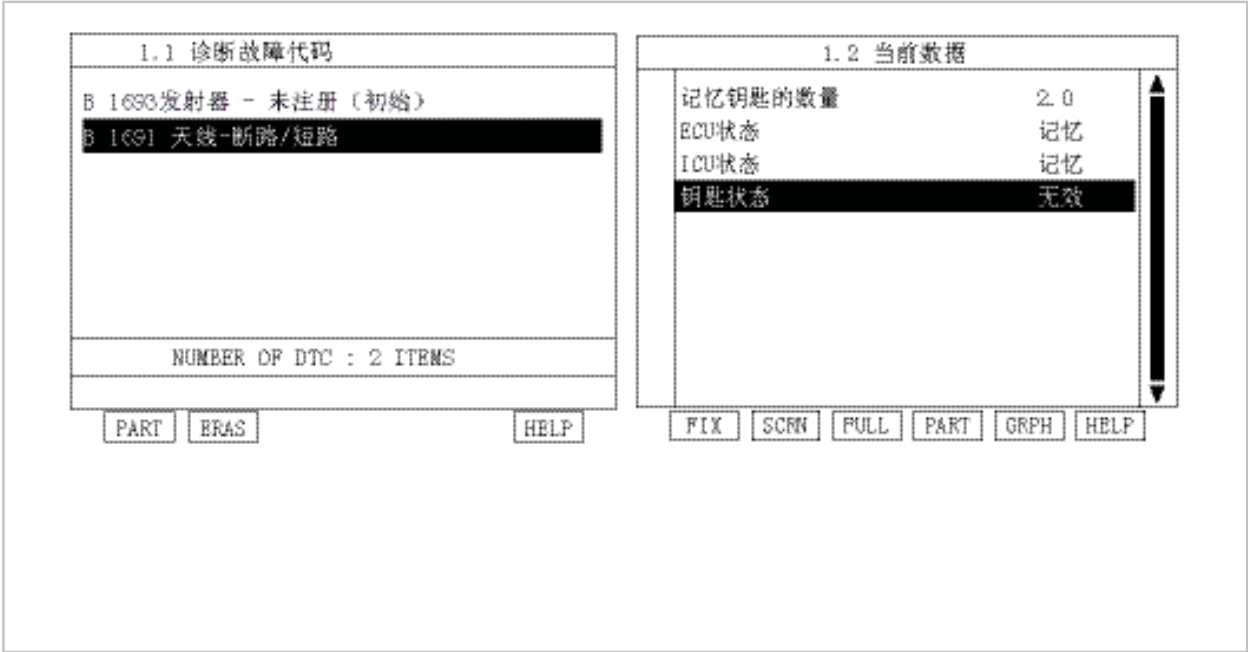 1.1 诊断故障代码
B 1693发射器 - 未注册（初始）
B 1691 天线-断路/短路
NUMBER OF DTC : 2 ITEMS
PART ERAS HELP
1.2 当前数据
记忆钥匙的数量 2.0
ECU状态 记忆
ICU状态 记忆
钥匙状态 无效
FIX SCRN FULL PART GRPH HELP